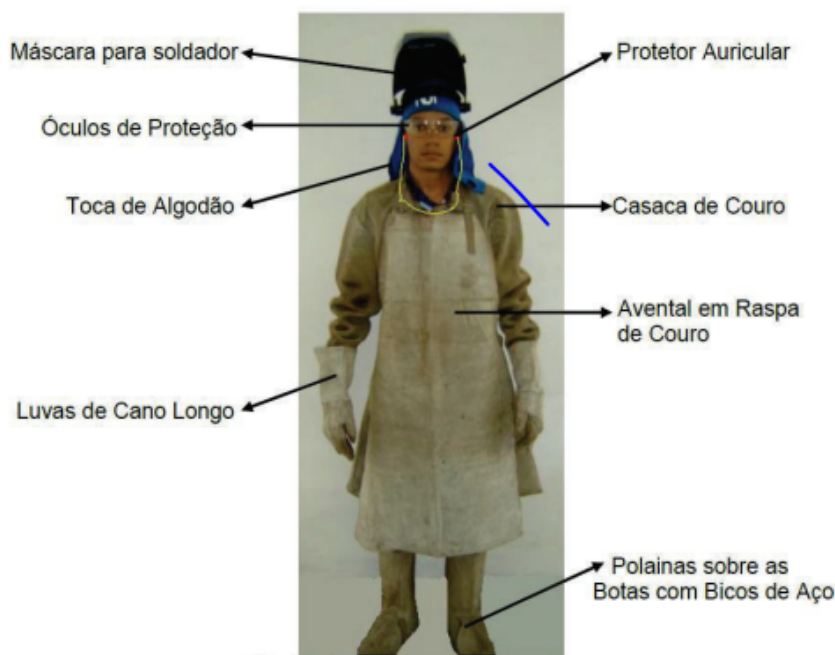 Máscara para soldador
Protetor Auricular
Óculos de Proteção
Toca de Algodão
Casaca de Couro
Avental em Raspa
de Couro
Luvas de Cano Longo
Polainas sobre as
Botas com Bicos de Aço